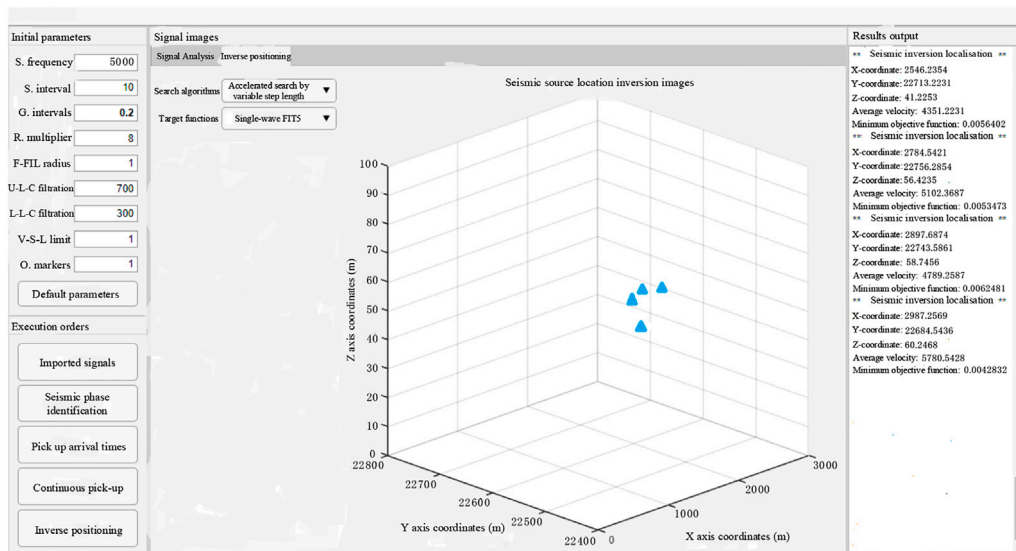 Initial parameters
S. frequency 5000
S. interval 10
G. intervals 0.2
R. multiplier 8
F-FIL radius 1
U-L-C filtration 700
L-L-C filtration 300
V-S-L limit 1
O. markers 1
Default parameters
Execution orders
Imported signals
Seismic phase
identification
Pick up arrival times
Continuous pick-up
Inverse positioning
Signal images
Signal Analysis Inverse positioning
Search algorithms Accelerated search by
variable step length
Target functions Single-wave FIT5
Seismic source location inversion images
Z axis coordinates (m)
100
90
80
70
60
50
40
30
20
10
0
22800
22700
22600
22500
22400
Y axis coordinates (m)
0
1000
2000
3000
X axis coordinates (m)
Results output
** Seismic inversion localisation **
X-coordinate: 2546.2354
Y-coordinate: 22713.2231
Z-coordinate: 41.2253
Average velocity: 4351.2231
Minimum objective function: 0.0056402
** Seismic inversion localisation **
X-coordinate: 2784.5421
Y-coordinate: 22756.2854
Z-coordinate: 56.4235
Average velocity: 5102.3687
Minimum objective function: 0.0053473
** Seismic inversion localisation **
X-coordinate: 2897.6874
Y-coordinate: 22743.5861
Z-coordinate: 58.7456
Average velocity: 4789.2587
Minimum objective function: 0.0062481
** Seismic inversion localisation **
X-coordinate: 2987.2569
Y-coordinate: 22684.5436
Z-coordinate: 60.2468
Average velocity: 5780.5428
Minimum objective function: 0.0042832